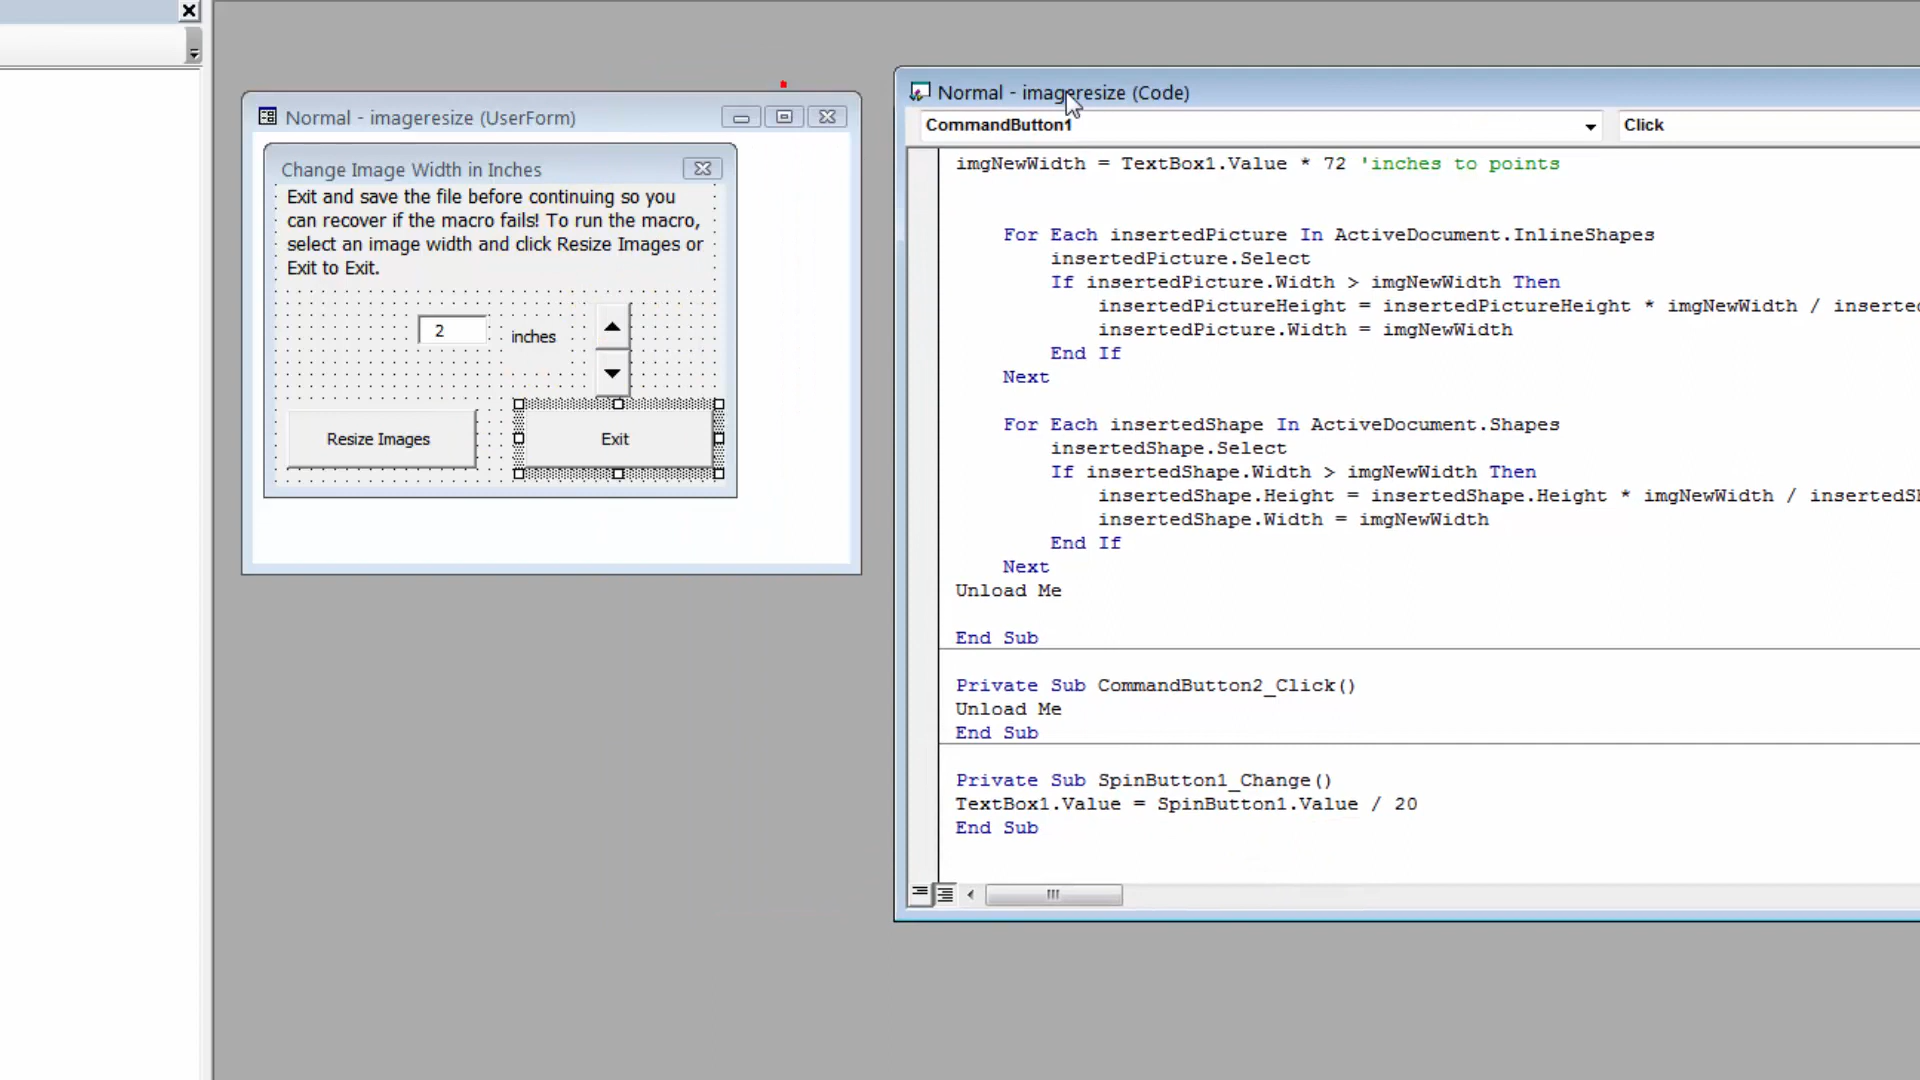 Normal - imageresize (UserForm)
Change Image Width in Inches
Exit and save the file before continuing so you
can recover if the macro fails! To run the macro,
select an image width and click Resize Images or
Exit to Exit.
2
inches
Resize Images
Exit
Normal - imageresize (Code)
CommandButton1
Click
imgNewWidth = TextBox1.Value * 72 'inches to points
For Each insertedPicture In ActiveDocument.InlineShapes
insertedPicture.Select
If insertedPicture.Width > imgNewWidth Then
insertedPictureHeight = insertedPictureHeight * imgNewWidth / inserte
insertedPicture.Width = imgNewWidth
End If
Next
For Each insertedShape In ActiveDocument.Shapes
insertedShape.Select
If insertedShape.Width > imgNewWidth Then
insertedShape.Height = insertedShape.Height * imgNewWidth / insertedS
insertedShape.Width = imgNewWidth
End If
Next
Unload Me
End Sub
Private Sub CommandButton2_Click()
Unload Me
End Sub
Private Sub SpinButton1_Change()
TextBox1.Value = SpinButton1.Value / 20
End Sub